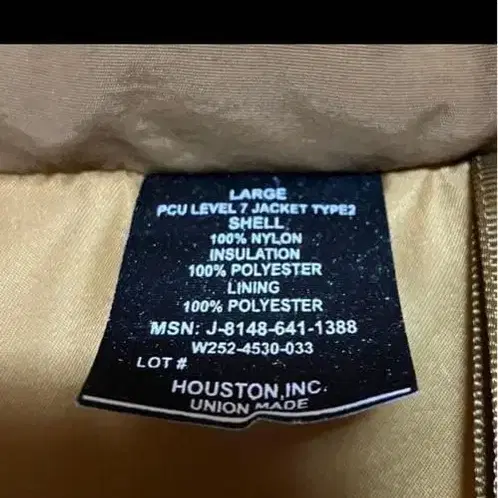 LARGE
PCU LEVEL 7 JACKET TYPE2
SHELL
100% NYLON
INSULATION
100% POLYESTER
LINING
100% POLYESTER
MSN: J-8148-641-1388
W252-4530-033
LOT #
HOUSTON,INC.
UNION MADE